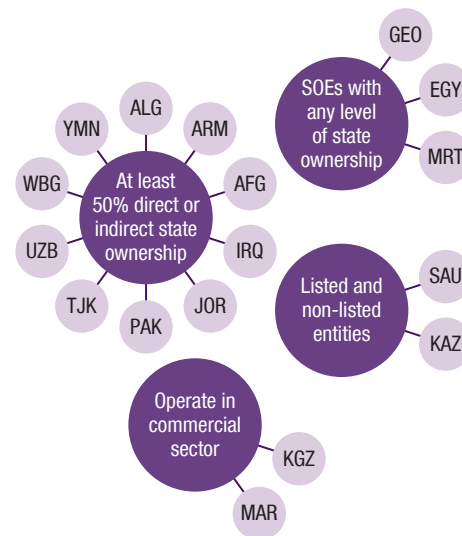 GEO
SOEs with
any level
of state
ownership
EGY
MRT
ALG
YMN
ARM
WBG
At least
50% direct or
indirect state
ownership
AFG
UZB
IRQ
TJK
JOR
PAK
Listed and
non-listed
entities
SAU
KAZ
Operate in
commercial
sector
KGZ
MAR